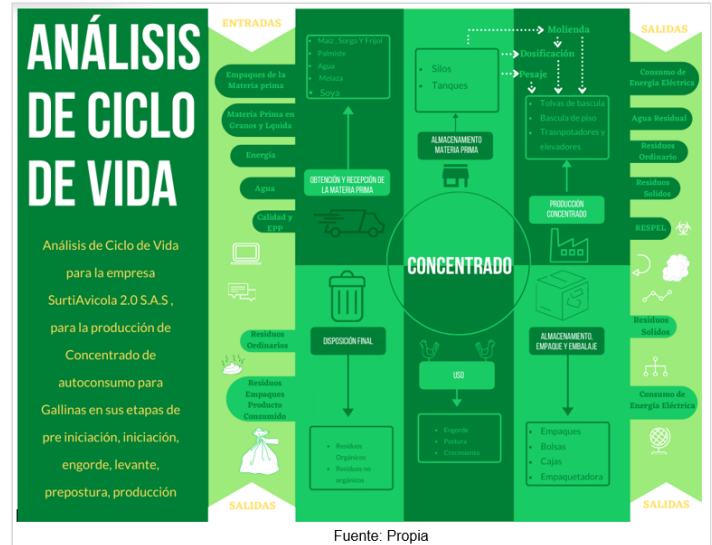 ANÁLISIS
DE CICLO
DE VIDA
Análisis de Ciclo de Vida
para la empresa
SurtiAvicola 2.0 S.A.S ,
para la producción de
Concentrado de
autoconsumo para
Gallinas en sus etapas de
pre iniciación, iniciación,
engorde, levante,
prepostura, producción
ENTRADAS
Empaques de la
Materia prima
Materia Prima en
Granos y Lquida
Energía
Agua
Calidad y
EPP
Residuos
Ordinarios
Residuos
Empaques
Producto
Consumido
SALIDAS
Maiz , Sorgo Y Frijol
Palmiste
Agua
Melaza
Soya
OBTENCIÓN Y RECEPCIÓN DE
LA MATERIA PRIMA
Silos
Tanques
ALMACENAMIENTO
MATERIA PRIMA
Molienda
Dosificación
Pesaje
Tolvas de bascula
Bascula de piso
Trasnpotadores y
elevadores
PRODUCCIÓN
CONCENTRADO
CONCENTRADO
DISPOSICIÓN FINAL
Residuos
Orgánicos
Residuos no
orgánicos
USO
Engorde
Postura
Crecimiento
ALMACENAMIENTO,
EMPAQUE Y EMBALAJE
Empaques
Bolsas
Cajas
Empaquetadora
SALIDAS
Consumo de
Energía Eléctrica
Agua Residual
Residuos
Ordinario
Residuos
Solidos
RESPEL
Residuos
Solidos
Consumo de
Energía Eléctrica
SALIDAS
Fuente: Propia